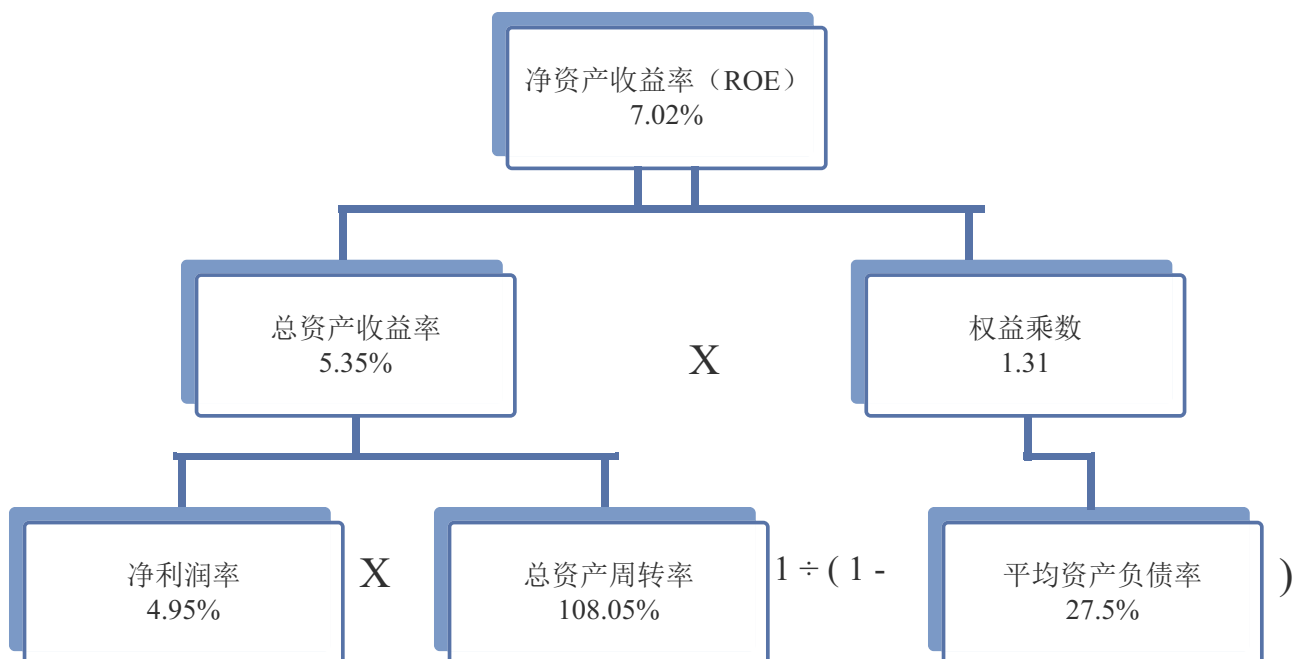 净资产收益率（ROE）
7.02%
总资产收益率
5.35%
X
权益乘数
1.31
净利润率
4.95%
X
总资产周转率
108.05%
1 ÷ ( 1 -
平均资产负债率
27.5%
)